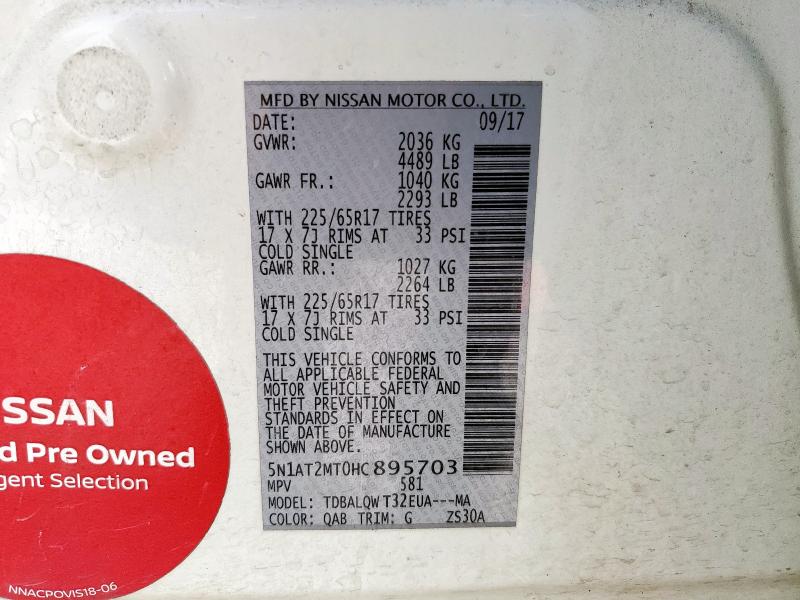 MFD BY NISSAN MOTOR CO., LTD.
DATE: 09/17
GVWR: 2036 KG
4489 LB
GAWR FR.: 1040 KG
2293 LB
WITH 225/65R17 TIRES
17 X 7J RIMS AT 33 PSI
COLD SINGLE
GAWR RR.: 1027 KG
2264 LB
WITH 225/65R17 TIRES
17 X 7J RIMS AT 33 PSI
COLD SINGLE
THIS VEHICLE CONFORMS TO
ALL APPLICABLE FEDERAL
MOTOR VEHICLE SAFETY AND
THEFT PREVENTION
STANDARDS IN EFFECT ON
THE DATE OF MANUFACTURE
SHOWN ABOVE.
5N1AT2MT0HC895703
MPV 581
MODEL: TDBALQW T32EUA---MA
COLOR: QAB TRIM: G ZS30A
ISSAN
d Pre Owned
gent Selection
NNACPOVIS18-06